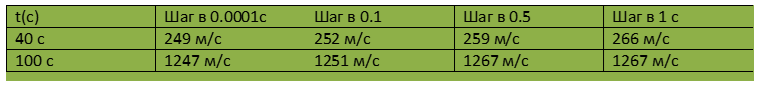 t(c) Шаг в 0.0001с Шаг в 0.1 Шаг в 0.5 Шаг в 1 с
40 с 249 м/с 252 м/с 259 м/с 266 м/с
100 с 1247 м/с 1251 м/с 1267 м/с 1267 м/с